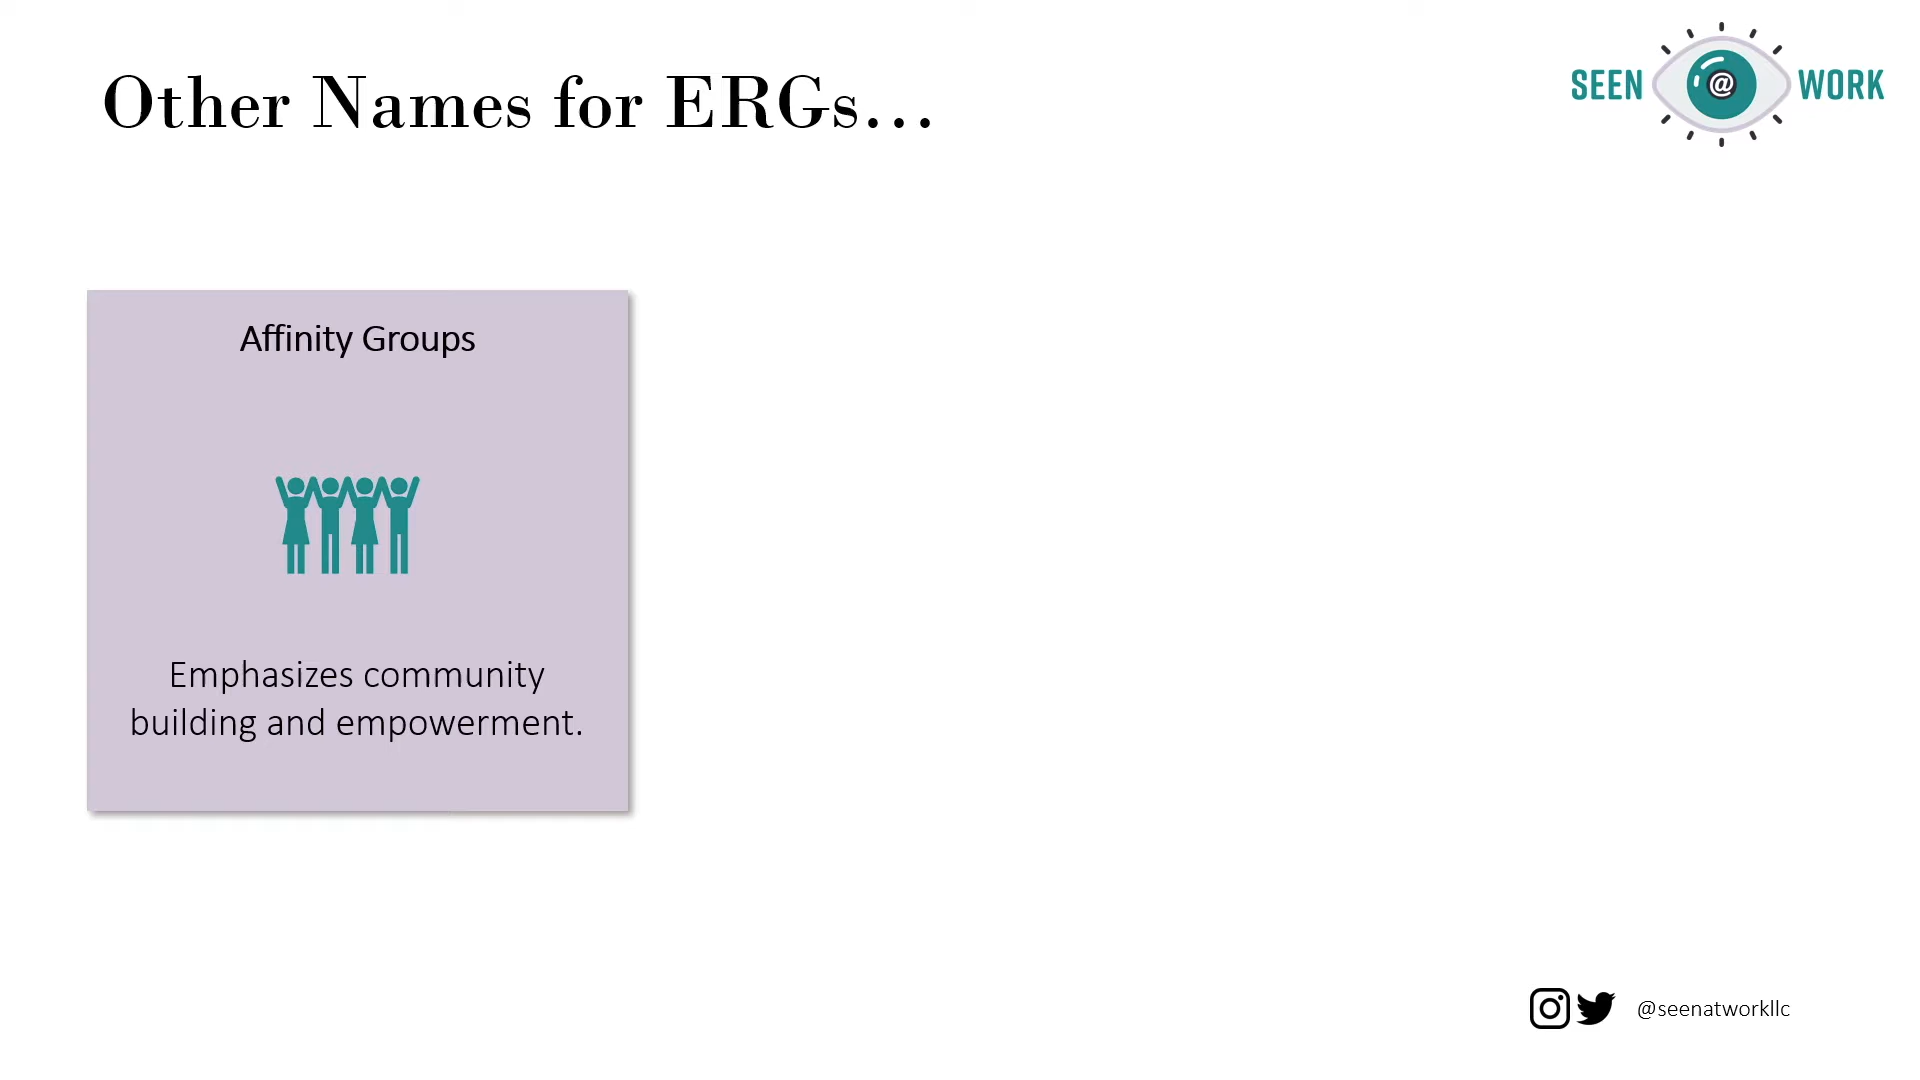 Other Names for ERGs...
SEEN @ WORK
Affinity Groups
Emphasizes community
building and empowerment.
@seenatworkllc